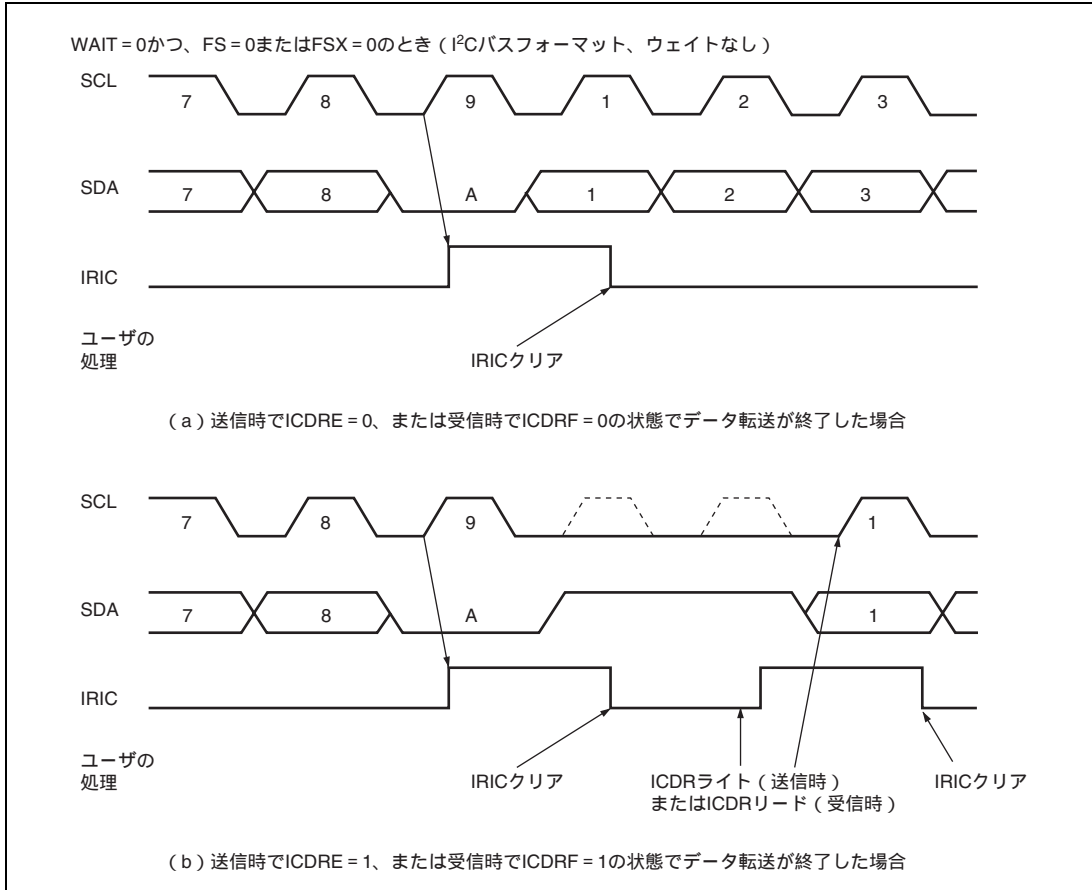 WAIT = 0かつ、FS = 0またはFSX = 0のとき（I²Cバスフォーマット、ウェイトなし）
SCL
7 8 9 1 2 3
SDA
7 8 A 1 2 3
IRIC
ユーザの
処理
IRICクリア
（a）送信時でICDRE = 0、または受信時でICDRF = 0の状態でデータ転送が終了した場合
SCL
7 8 9 1
SDA
7 8 A 1
IRIC
ユーザの
処理
IRICクリア
ICDRライト（送信時）
またはICDRリード（受信時）
IRICクリア
（b）送信時でICDRE = 1、または受信時でICDRF = 1の状態でデータ転送が終了した場合